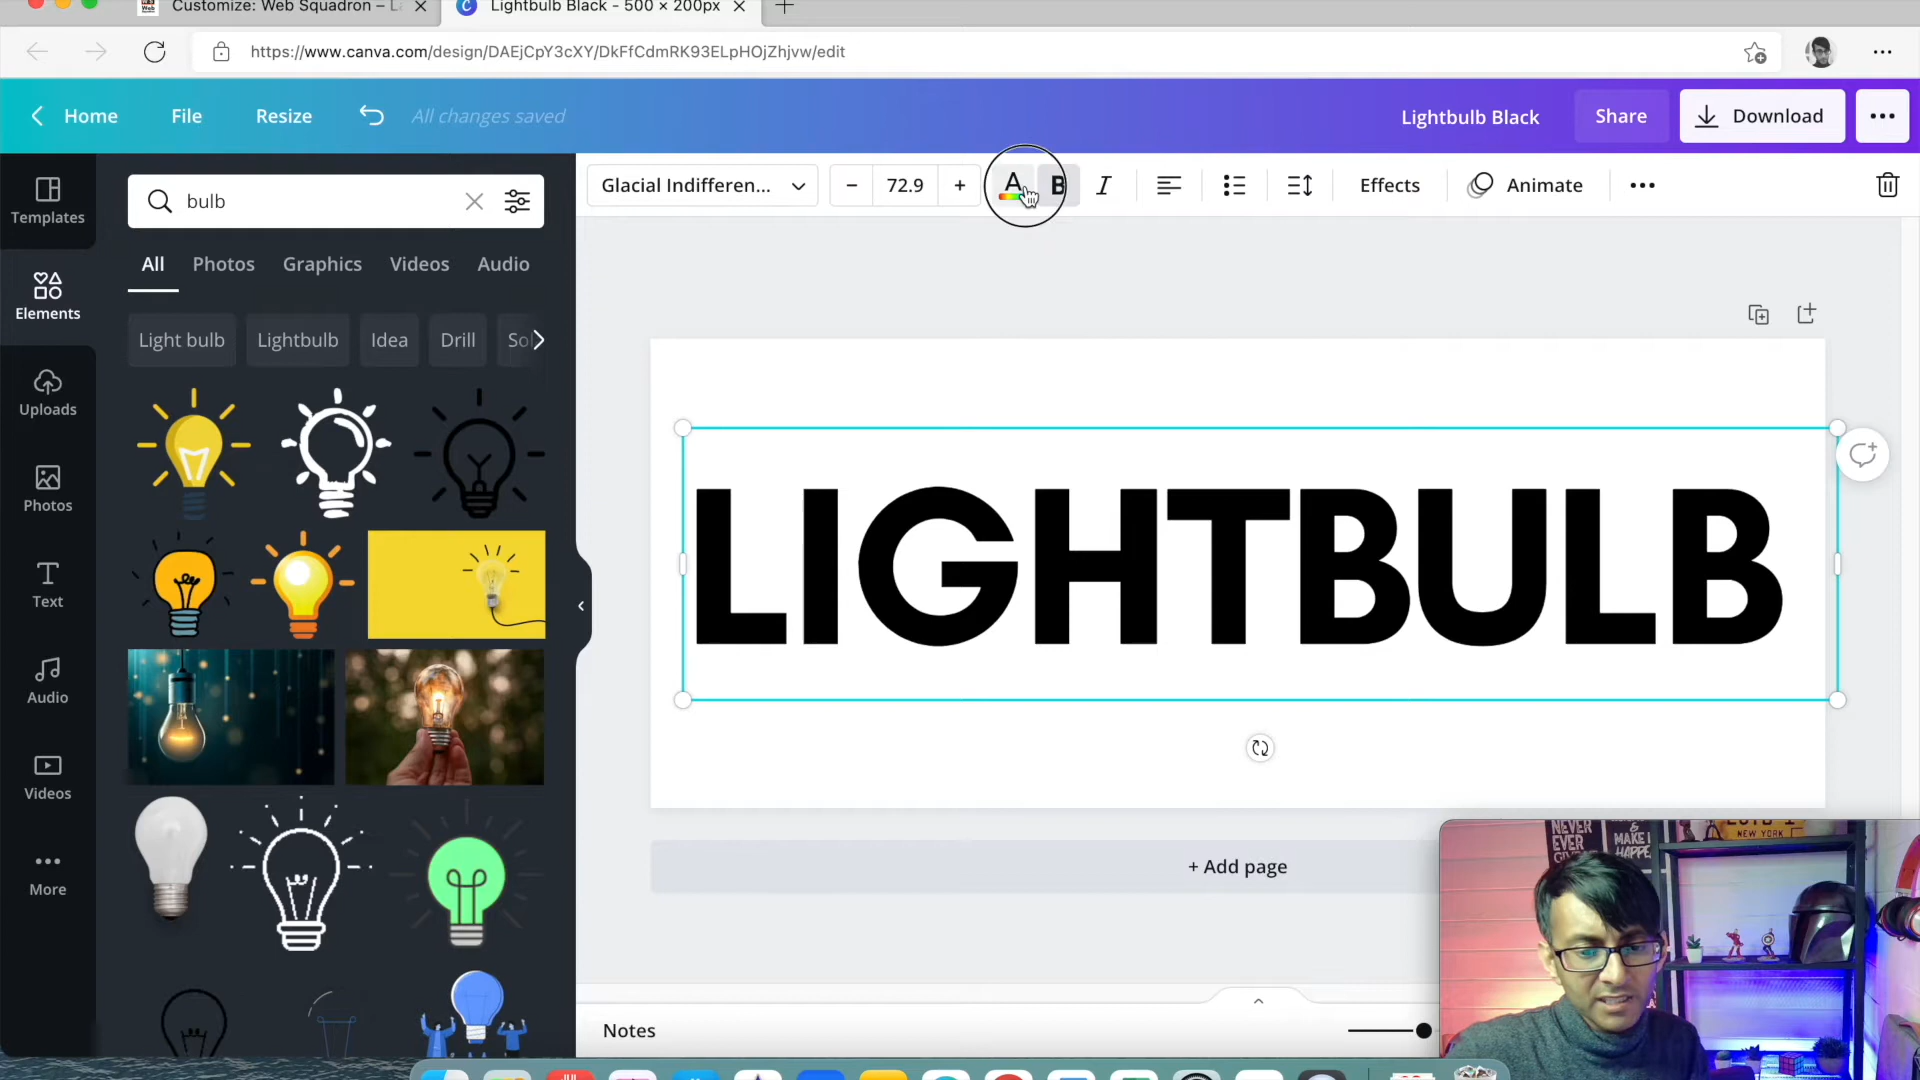 Customize: Web Squadron – L
Lightbulb Black - 500 × 200px
https://www.canva.com/design/DAEjCpY3cXY/DkFfCdmRK93ELpHOjZhjvw/edit
Home File Resize All changes saved Lightbulb Black Share Download
Templates
Elements
Uploads
Photos
Text
Audio
Videos
More
bulb
All Photos Graphics Videos Audio
Light bulb Lightbulb Idea Drill So
Glacial Indifferen... 72.9 A B I Effects Animate
LIGHTBULB
+ Add page
Notes
NEVER
EVER
MAKE I
HAPPE
NEW YORK